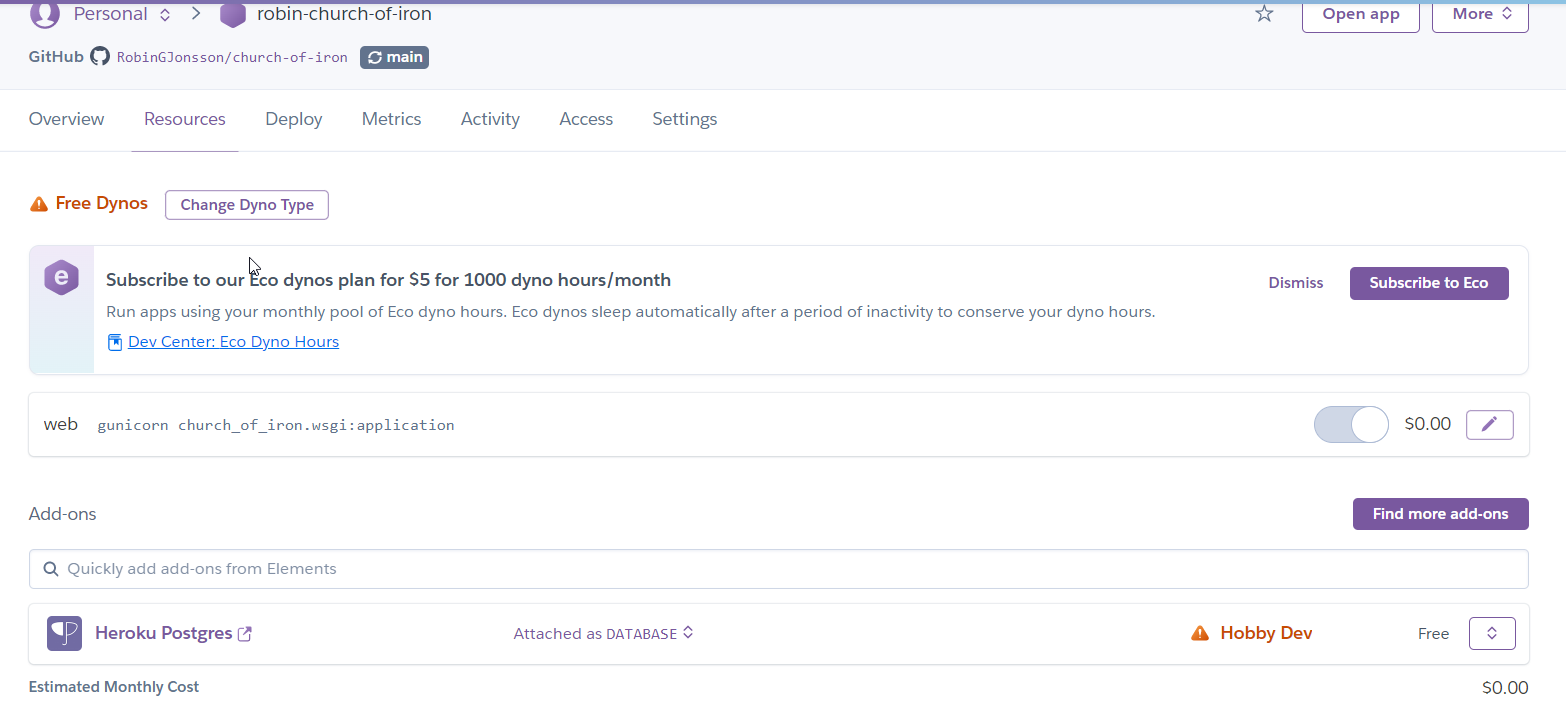 Personal > robin-church-of-iron Open app More
GitHub RobinGJonsson/church-of-iron main
Overview Resources Deploy Metrics Activity Access Settings
Free Dynos Change Dyno Type
e
Subscribe to our Eco dynos plan for $5 for 1000 dyno hours/month
Dismiss Subscribe to Eco
Run apps using your monthly pool of Eco dyno hours. Eco dynos sleep automatically after a period of inactivity to conserve your dyno hours.
Dev Center: Eco Dyno Hours
web gunicorn church_of_iron.wsgi:application $0.00
Add-ons Find more add-ons
Quickly add add-ons from Elements
Heroku Postgres Attached as DATABASE Hobby Dev Free
Estimated Monthly Cost $0.00